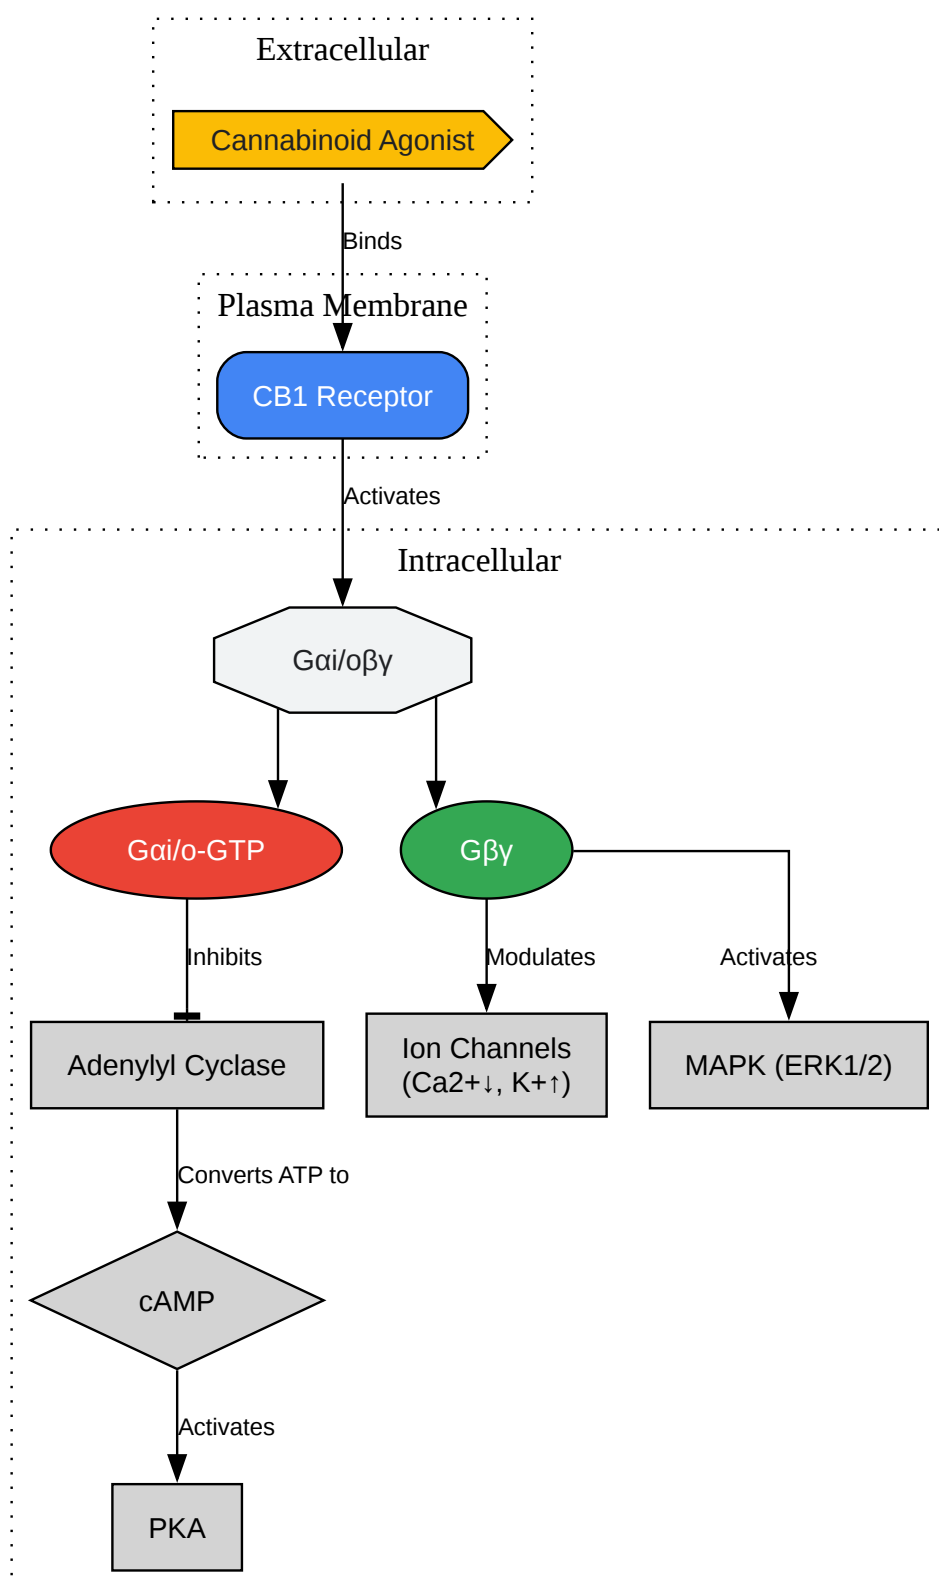 Extracellular
Cannabinoid Agonist
Binds
Plasma Membrane
CB1 Receptor
Activates
Intracellular
Gαi/oβγ
Gαi/o-GTP
Gβγ
Inhibits
Modulates
Activates
Adenylyl Cyclase
Ion Channels
(Ca2+↓, K+↑)
MAPK (ERK1/2)
Converts ATP to
cAMP
Activates
PKA